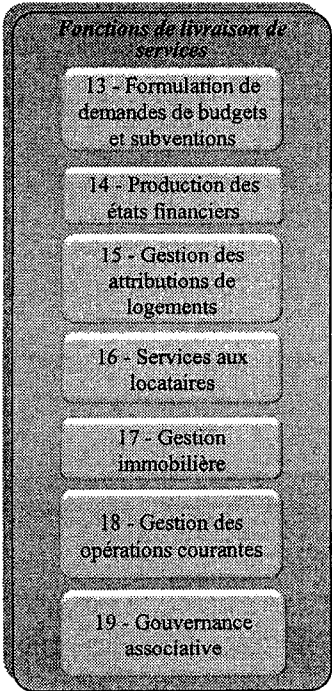 Fonctions de livraison de
services
13 - Formulation de
demandes de budgets
et subventions
14 - Production des
états financiers
15 - Gestion des
attributions de
logements
16 - Services aux
locataires
17 - Gestion
immobilière
18 - Gestion des
opérations courantes
19 - Gouvernance
associative